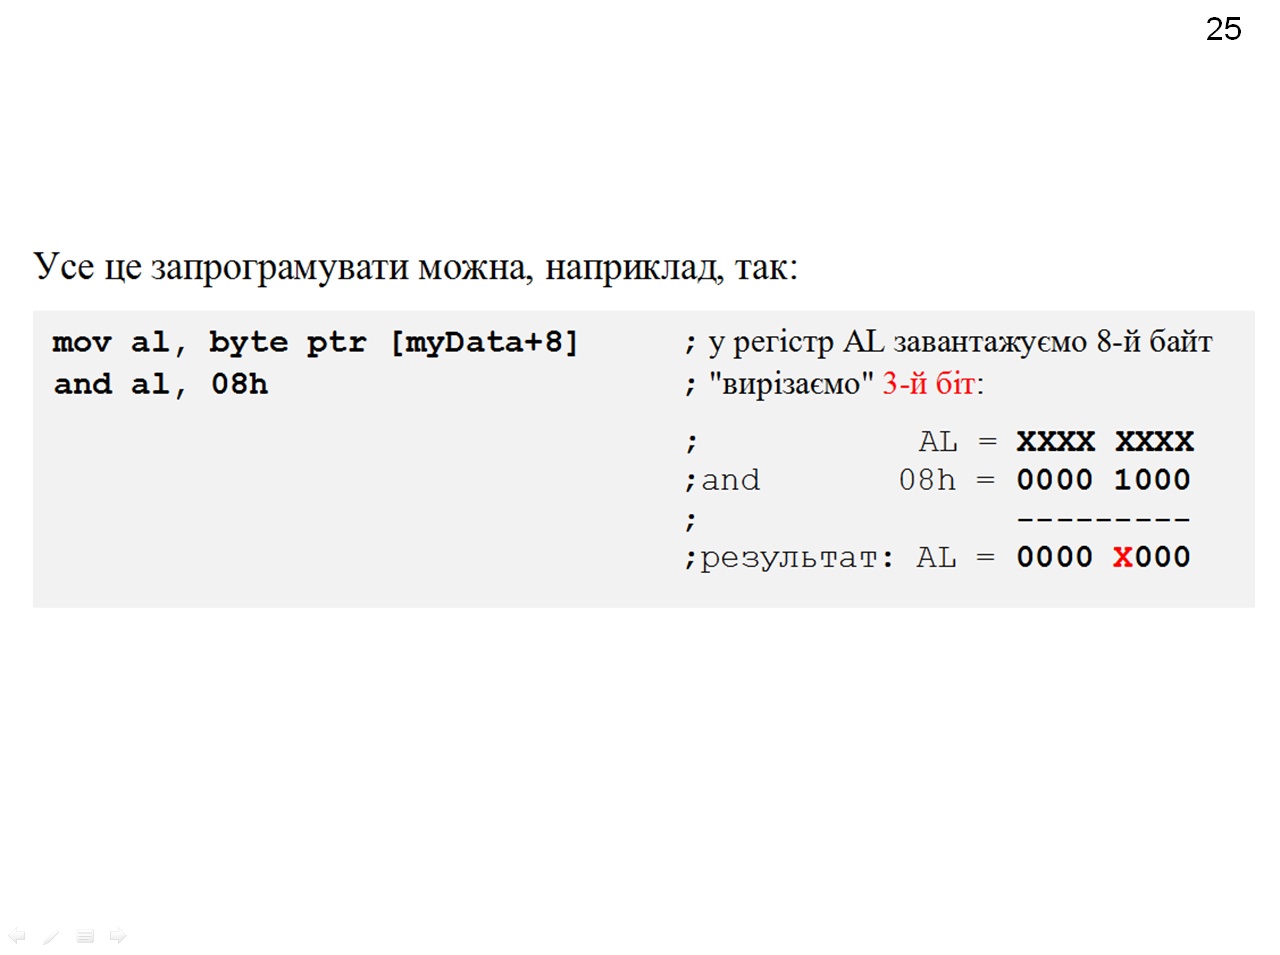 25
Усе це запрограмувати можна, наприклад, так:
mov al, byte ptr [myData+8] ; у регістр AL завантажуємо 8-й байт
and al, 08h ; "вирізаємо" 3-й біт:
; AL = XXXX XXXX
;and 08h = 0000 1000
; ---------
;результат: AL = 0000 X000